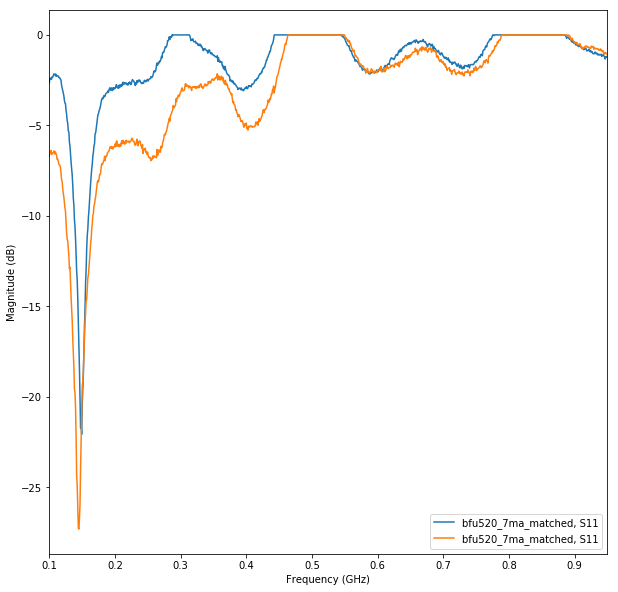 0
−5
−10
−15
−20
−25
Magnitude (dB)
0.1 0.2 0.3 0.4 0.5 0.6 0.7 0.8 0.9
Frequency (GHz)
bfu520_7ma_matched, S11
bfu520_7ma_matched, S11